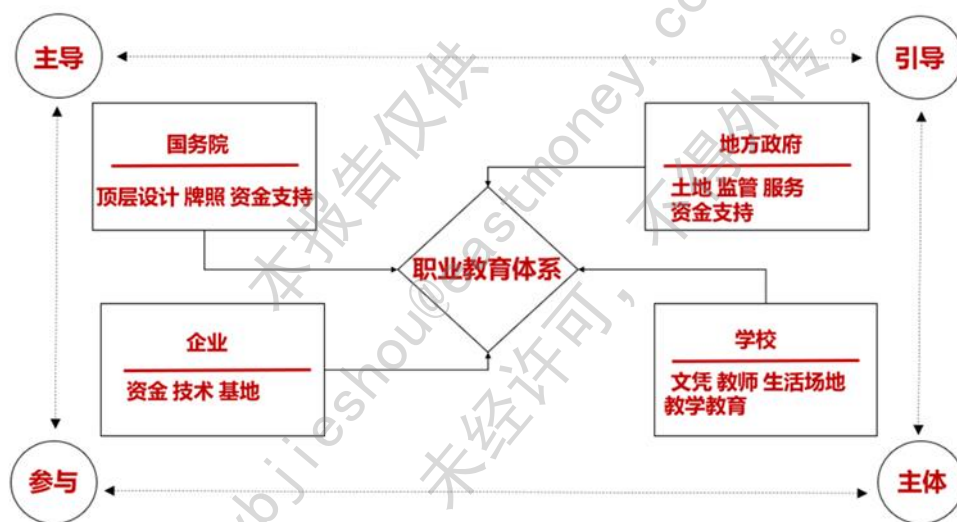 主导
引导
国务院
顶层设计 牌照 资金支持
地方政府
土地 监管 服务
资金支持
职业教育体系
企业
资金 技术 基地
学校
文凭 教师 生活场地
教学教育
参与
主体
本报告仅供
ybjieshou@eastmoney.co
未经许可，不得外传。